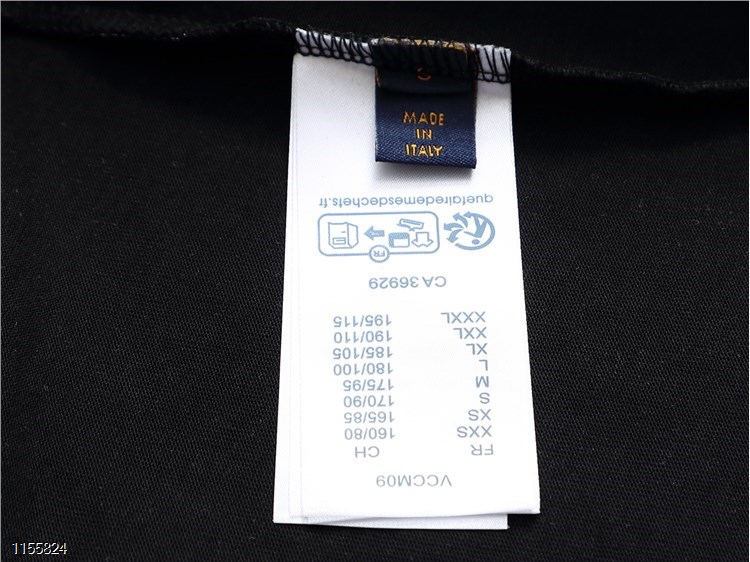 S
MADE
IN
ITALY
VCCM09
FR CH
XXS 160/80
XS 165/85
S 170/90
M 175/95
L 180/100
XL 185/105
XXL 190/110
XXXL 195/115
CA 36929
FR
quefairedemesdechets.fr
1155824